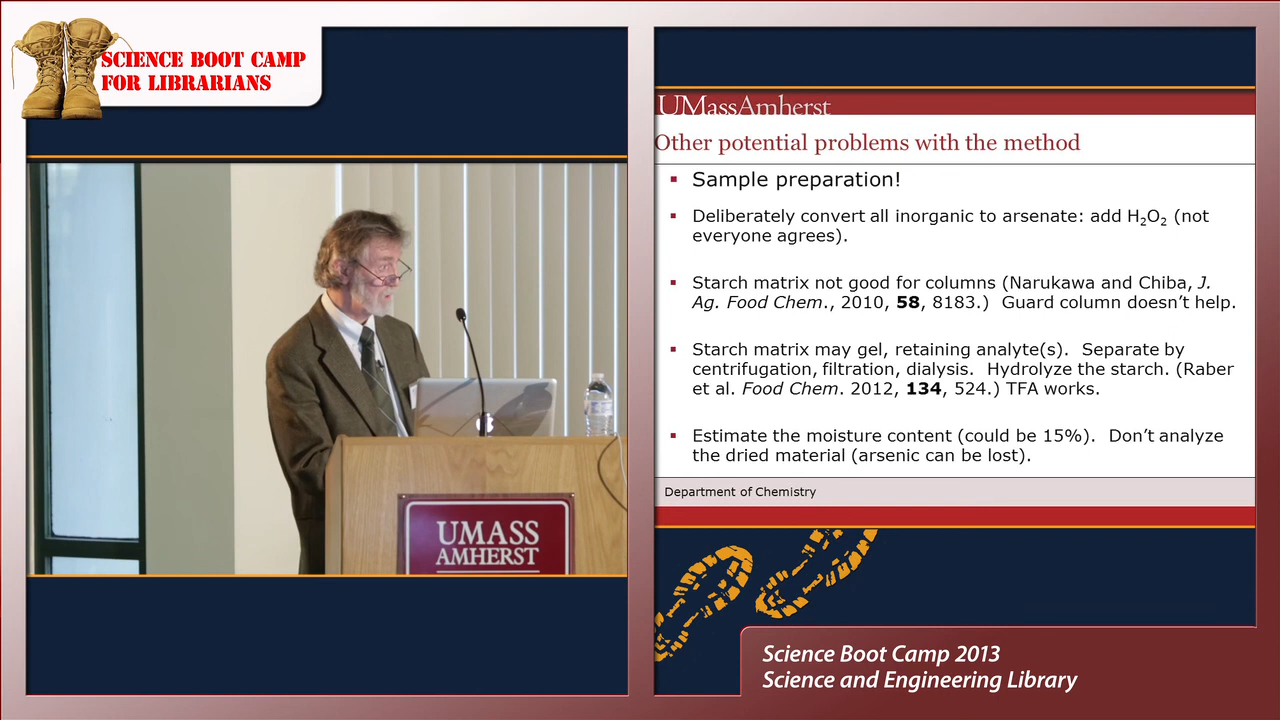 SCIENCE BOOT CAMP
FOR LIBRARIANS
UMASS
AMHERST
UMassAmherst
Other potential problems with the method
Sample preparation!
Deliberately convert all inorganic to arsenate: add H₂O₂ (not
everyone agrees).
Starch matrix not good for columns (Narukawa and Chiba, J.
Ag. Food Chem., 2010, 58, 8183.)  Guard column doesn't help.
Starch matrix may gel, retaining analyte(s).  Separate by
centrifugation, filtration, dialysis.  Hydrolyze the starch. (Raber
et al. Food Chem. 2012, 134, 524.) TFA works.
Estimate the moisture content (could be 15%).  Don't analyze
the dried material (arsenic can be lost).
Department of Chemistry
Science Boot Camp 2013
Science and Engineering Library